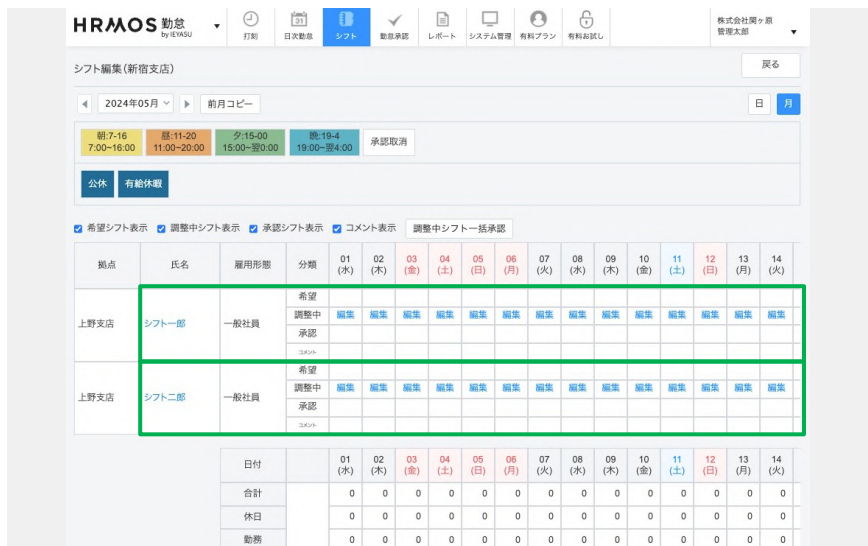 HRMOS 勤怠
by IEYASU
打刻
日次勤怠
シフト
勤怠承認
レポート
システム管理
有料プラン
有料お試し
株式会社関ヶ原
管理太郎
シフト編集(新宿支店)
戻る
2024年05月
前月コピー
日
月
朝:7-16
7:00~16:00
昼:11-20
11:00~20:00
夕:15-00
15:00~翌0:00
晩:19-4
19:00~翌4:00
承認取消
公休
有給休暇
希望シフト表示 調整中シフト表示 承認シフト表示 コメント表示 調整中シフト一括承認
拠点 氏名 雇用形態 分類 01 02 03 04 05 06 07 08 09 10 11 12 13 14
(水) (木) (金) (土) (日) (月) (火) (水) (木) (金) (土) (日) (月) (火)
希望
上野支店 シフト一郎 一般社員
調整中 編集 編集 編集 編集 編集 編集 編集 編集 編集 編集 編集 編集 編集 編集
承認
コメント
希望
上野支店 シフト二郎 一般社員
調整中 編集 編集 編集 編集 編集 編集 編集 編集 編集 編集 編集 編集 編集 編集
承認
コメント
日付 01 02 03 04 05 06 07 08 09 10 11 12 13 14
(水) (木) (金) (土) (日) (月) (火) (水) (木) (金) (土) (日) (月) (火)
合計 0 0 0 0 0 0 0 0 0 0 0 0 0 0
休日 0 0 0 0 0 0 0 0 0 0 0 0 0 0
勤務 0 0 0 0 0 0 0 0 0 0 0 0 0 0